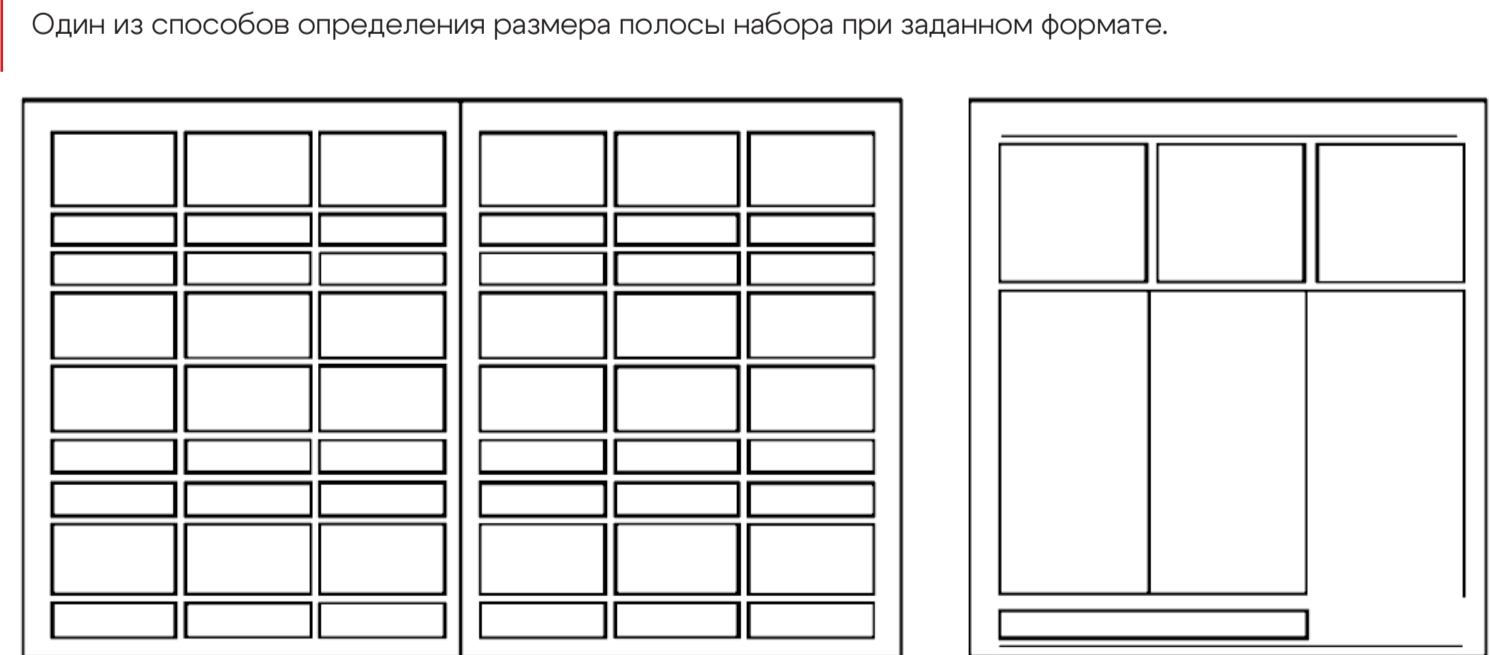 Один из способов определения размера полосы набора при заданном формате.